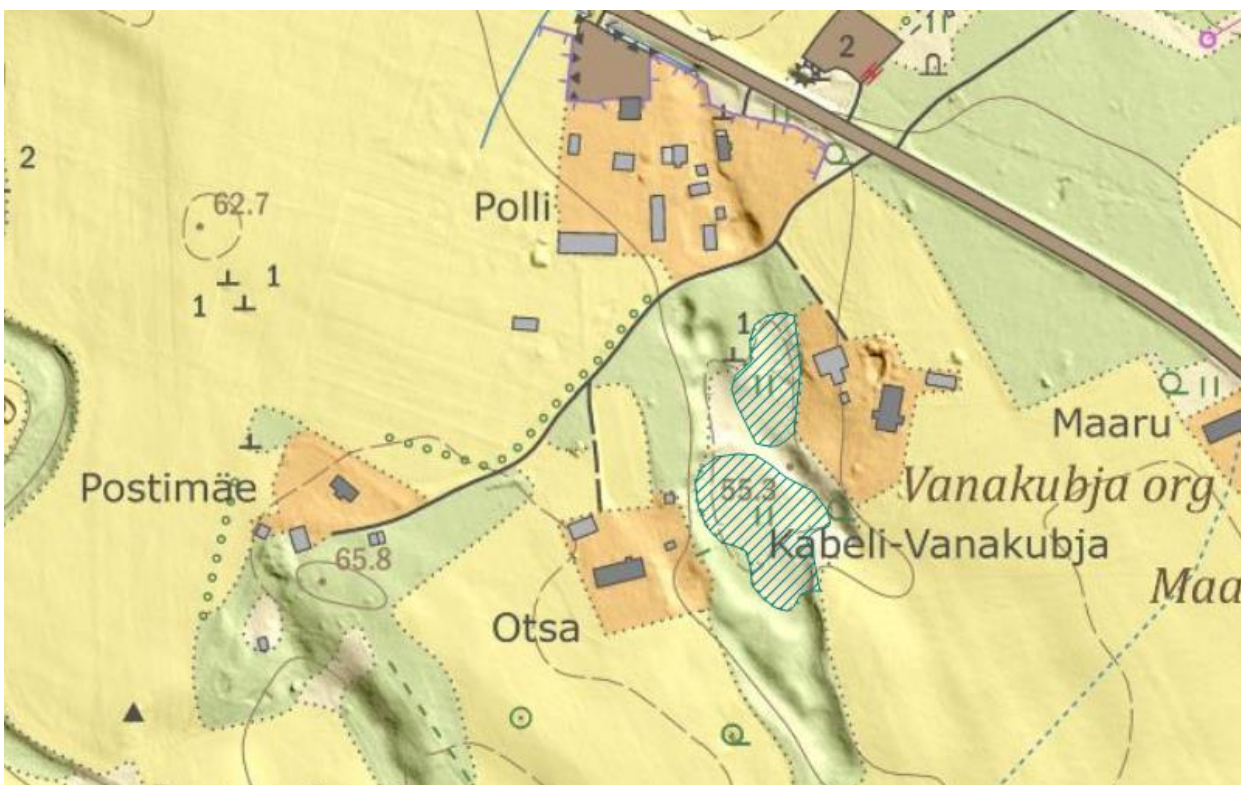 2
2
62.7
Polli
1
1
1
Maaru
Postimäe
55.3
Vanakubja org
Kabeli-Vanakubja
65.8
Maa
Otsa